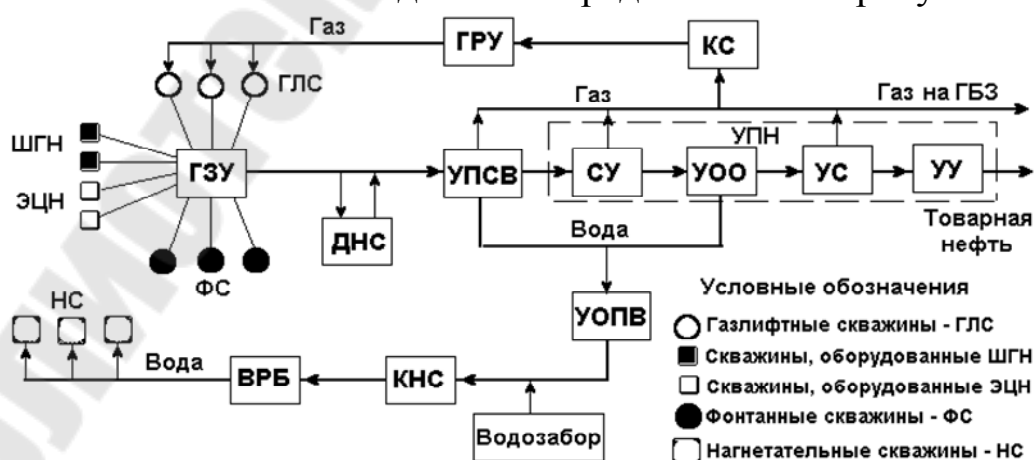 Газ
ГРУ
КС
ГЛС
Газ
Газ на ГБЗ
ШГН
УПН
ЭЦН
ГЗУ
УПСВ
СУ
УОО
УС
УУ
ДНС
Вода
Товарная
нефть
ФС
НС
УОПВ
Условные обозначения
Газлифтные скважины - ГЛС
Скважины, оборудованные ШГН
Скважины, оборудованные ЭЦН
Фонтанные скважины - ФС
Нагнетательные скважины - НС
Вода
ВРБ
КНС
Водозабор